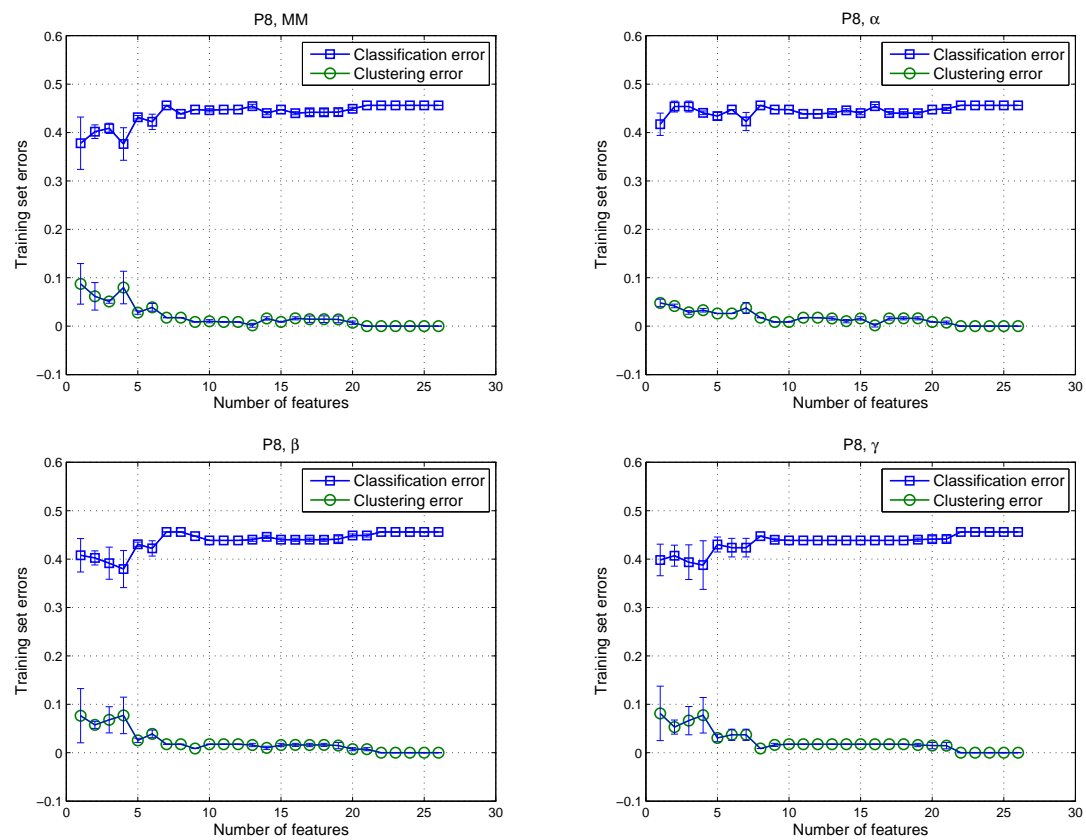 P8, MM
Classification error
Clustering error
Training set errors
0.6
0.5
0.4
0.3
0.2
0.1
0
−0.1
0 5 10 15 20 25 30
Number of features
P8, α
Classification error
Clustering error
Training set errors
0.6
0.5
0.4
0.3
0.2
0.1
0
−0.1
0 5 10 15 20 25 30
Number of features
P8, β
Classification error
Clustering error
Training set errors
0.6
0.5
0.4
0.3
0.2
0.1
0
−0.1
0 5 10 15 20 25 30
Number of features
P8, γ
Classification error
Clustering error
Training set errors
0.6
0.5
0.4
0.3
0.2
0.1
0
−0.1
0 5 10 15 20 25 30
Number of features